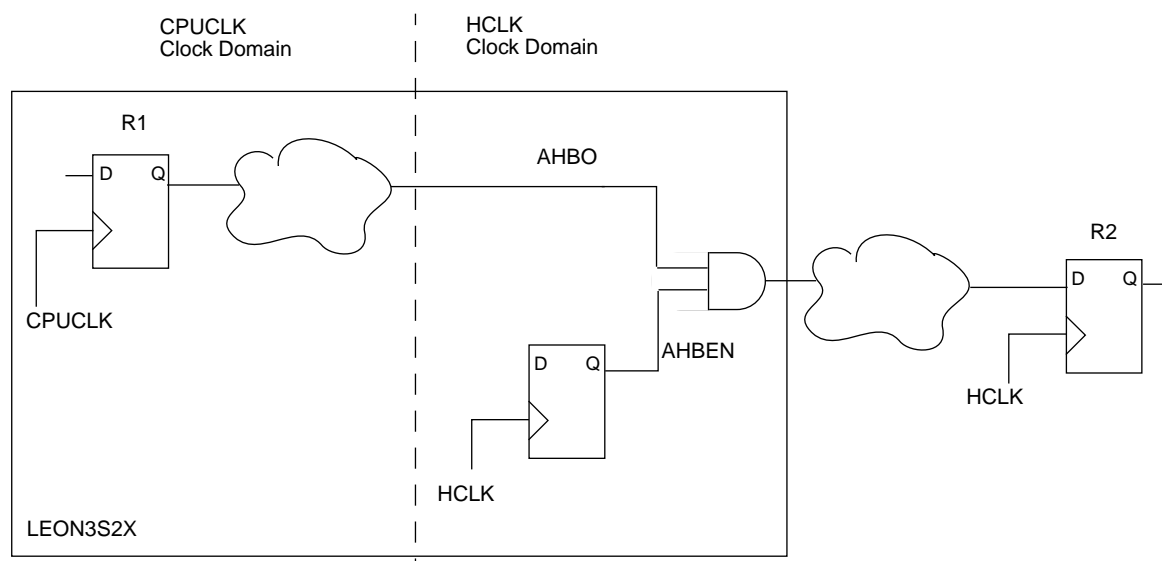 CPUCLK
Clock Domain
HCLK
Clock Domain
R1
D Q
CPUCLK
AHBO
AHBEN
D Q
HCLK
R2
D Q
HCLK
LEON3S2X